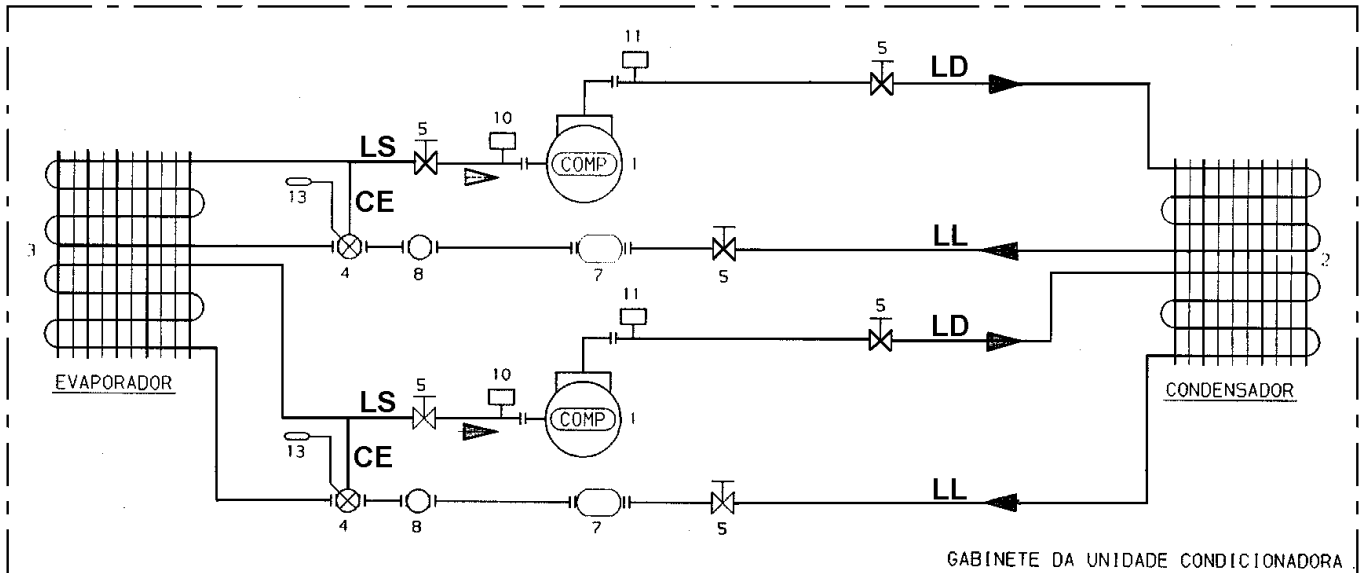 11
5
LD
5
10
LS
COMP
1
13
CE
3
4
8
7
5
LL
2
11
5
LD
EVAPORADOR
CONDENSADOR
5
10
LS
COMP
1
13
CE
4
8
7
5
LL
GABINETE DA UNIDADE CONDICIONADORA